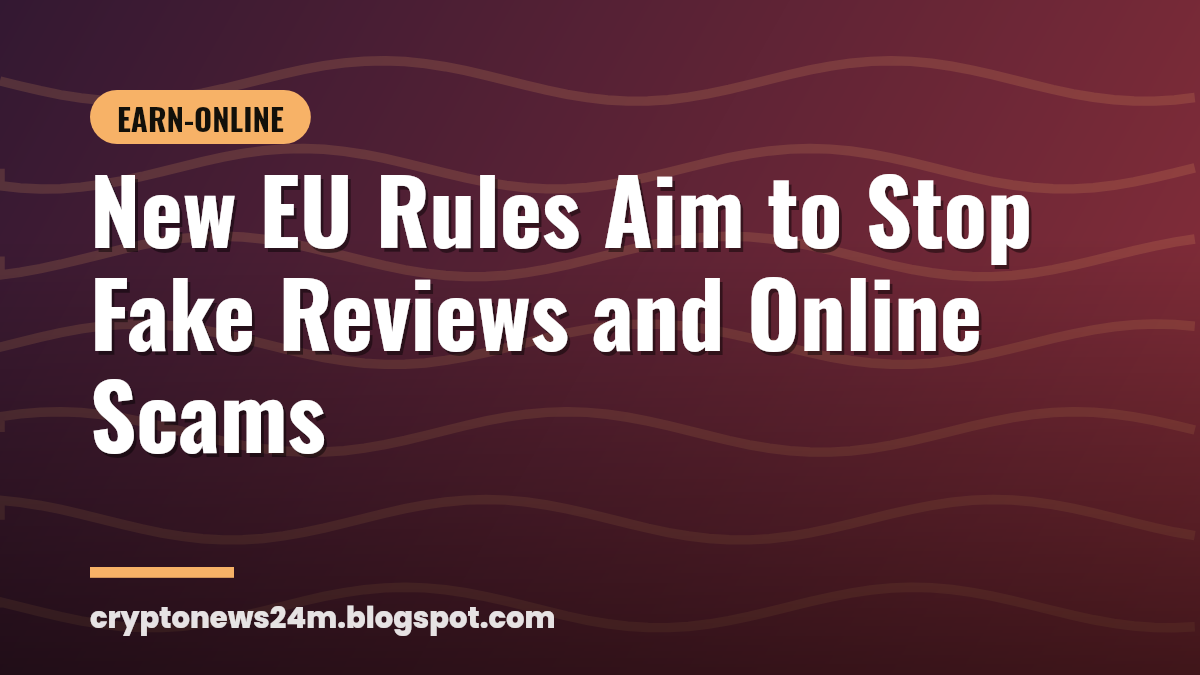 EARN-ONLINE
New EU Rules Aim to Stop
Fake Reviews and Online
Scams
cryptonews24m.blogspot.com